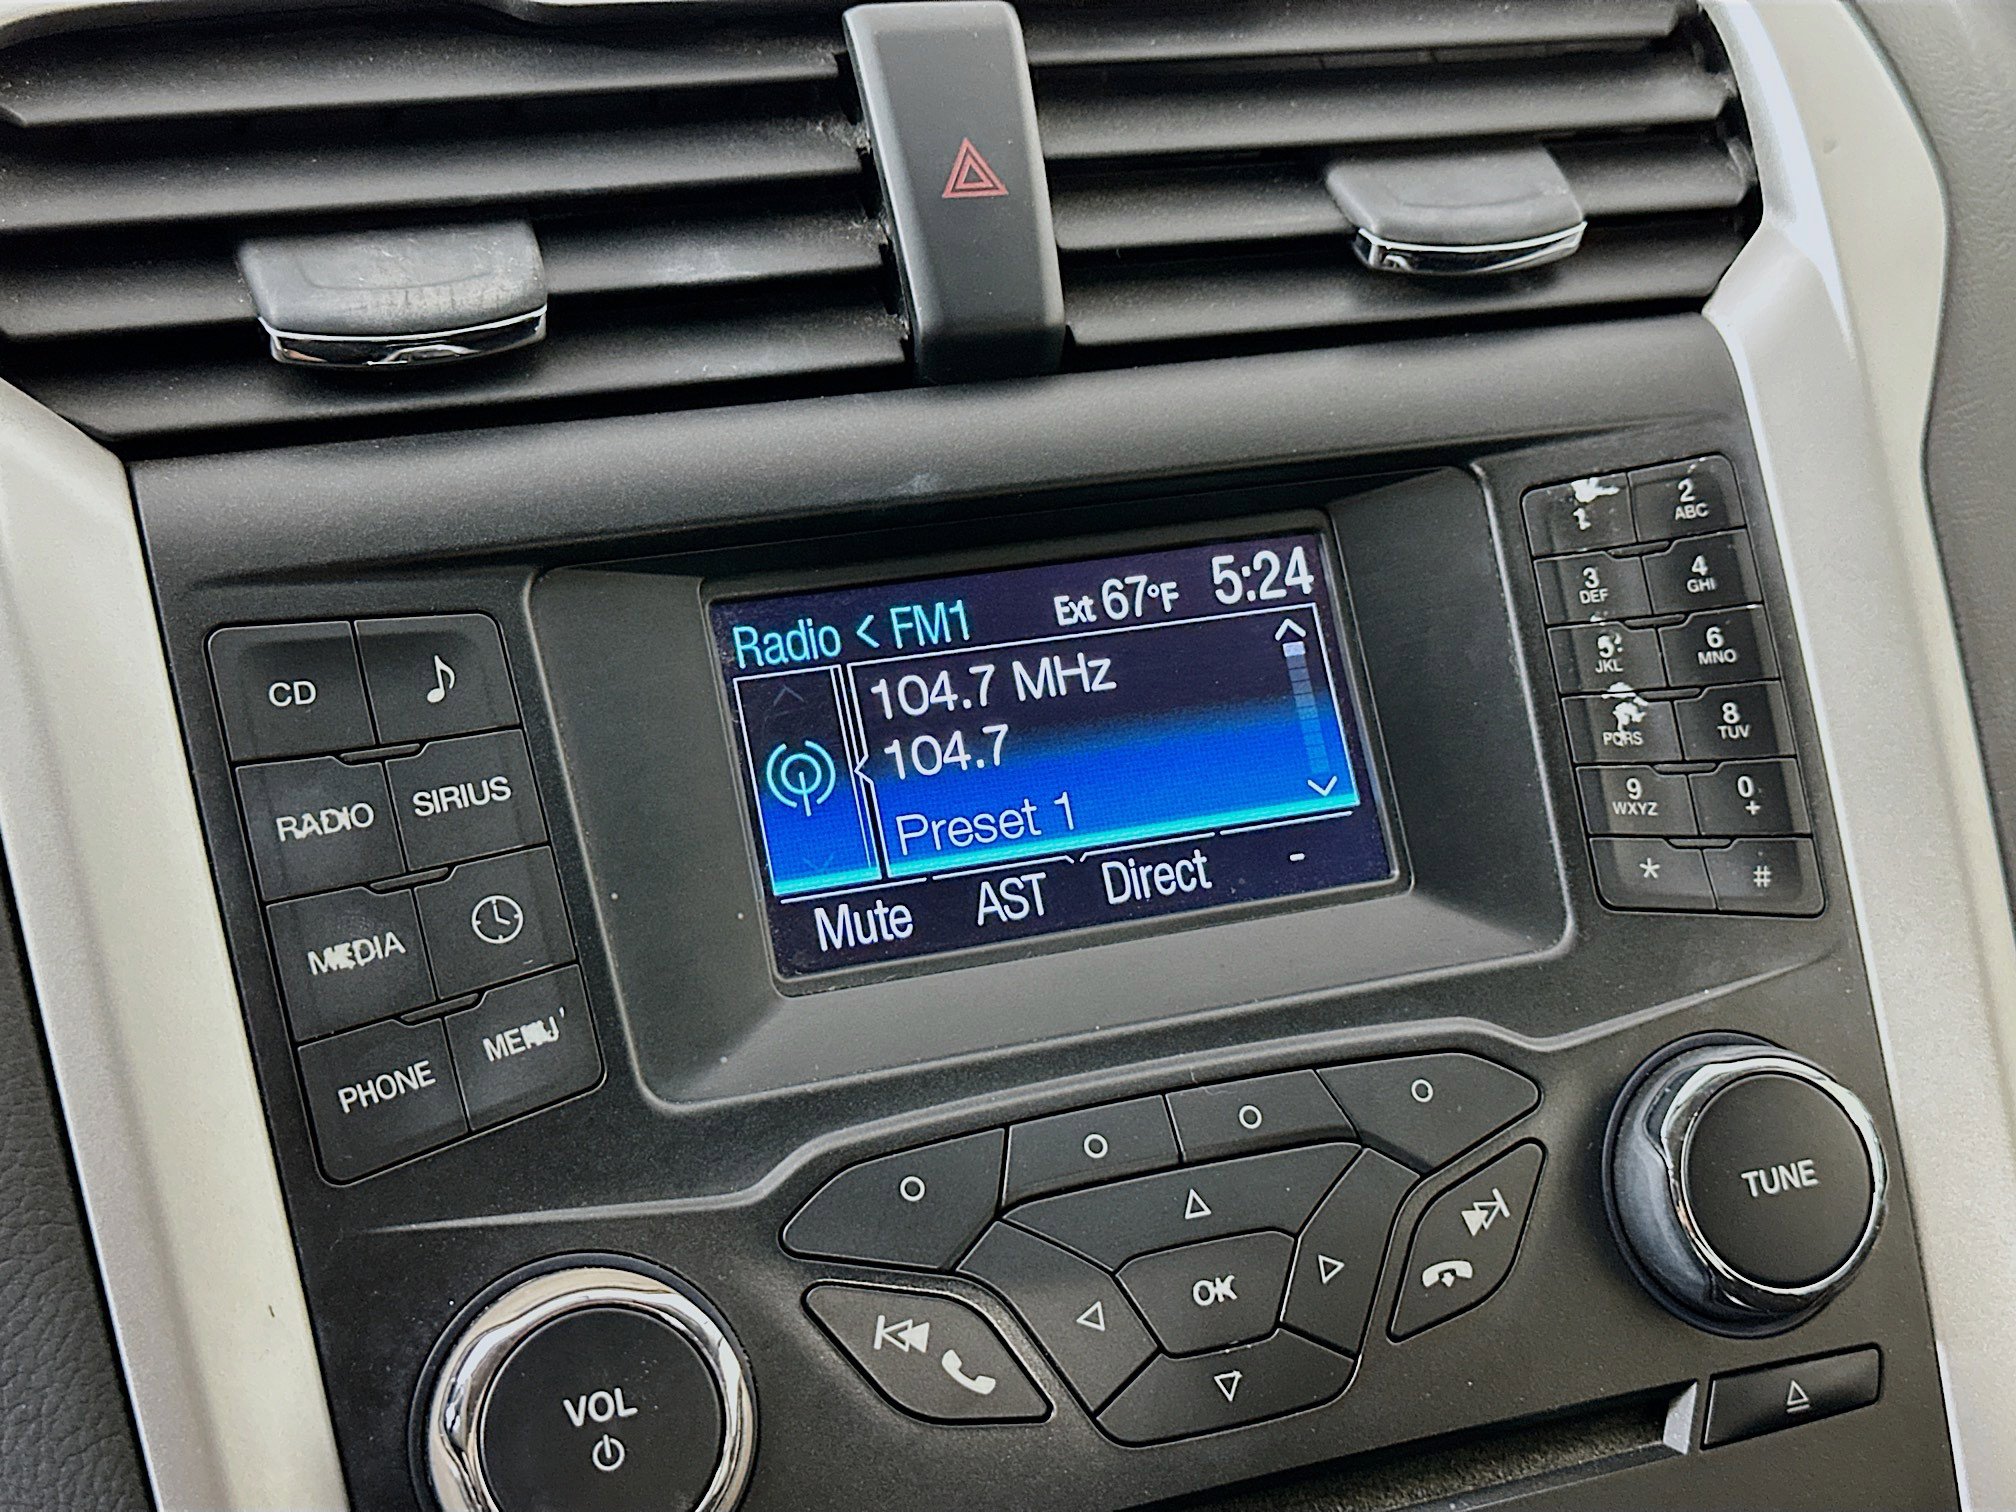 Radio < FM1 Ext 67°F 5:24
104.7 MHz
104.7
Preset 1
Mute AST Direct -
CD
RADIO SIRIUS
MEDIA
PHONE MENU
1 2 ABC
3 DEF 4 GHI
5 JKL 6 MNO
PQRS 8 TUV
9 WXYZ 0 +
* #
OK
VOL
TUNE